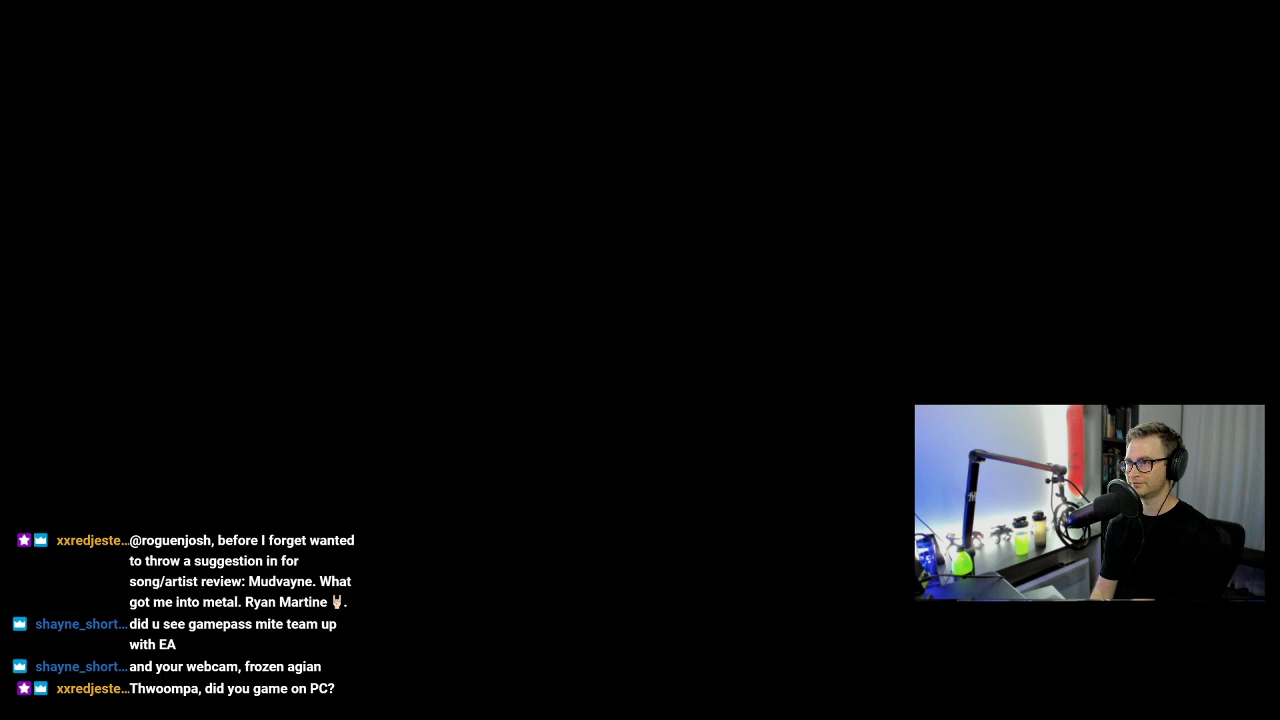 xxredjeste…@roguenjosh, before I forget wanted
to throw a suggestion in for
song/artist review: Mudvayne. What
got me into metal. Ryan Martine 🤘🏻.
shayne_short…did u see gamepass mite team up
with EA
shayne_short…and your webcam, frozen agian
xxredjeste…Thwoompa, did you game on PC?